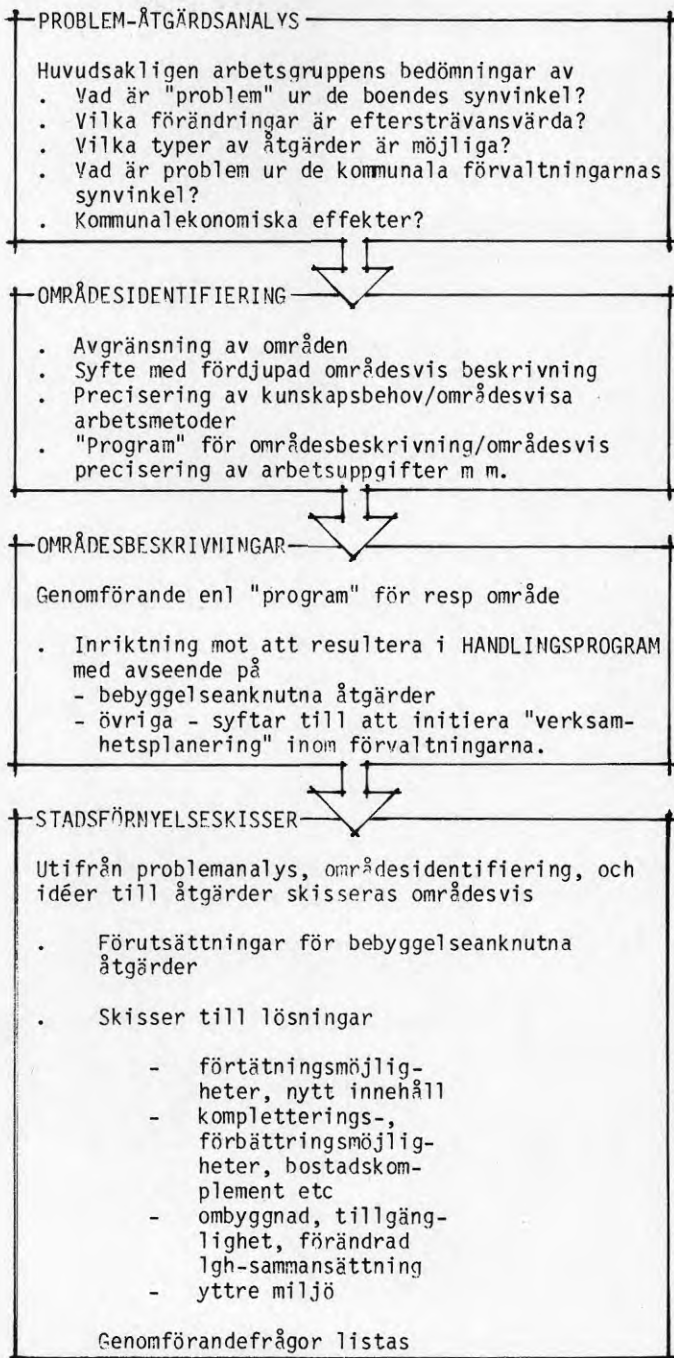 PROBLEM-ÅTGÄRDSANALYS
Huvudsakligen arbetsgruppens bedömningar av
. Vad är "problem" ur de boendes synvinkel?
. Vilka förändringar är eftersträvansvärda?
. Vilka typer av åtgärder är möjliga?
. Vad är problem ur de kommunala förvaltningarnas
synvinkel?
. Kommunalekonomiska effekter?
OMRÅDESIDENTIFIERING
. Avgränsning av områden
. Syfte med fördjupad områdesvis beskrivning
. Precisering av kunskapsbehov/områdesvisa
arbetsmetoder
. "Program" för områdesbeskrivning/områdesvis
precisering av arbetsuppgifter m m.
OMRÅDESBESKRIVNINGAR
Genomförande enl "program" för resp område
. Inriktning mot att resultera i HANDLINGSPROGRAM
med avseende på
- bebyggelseanknutna åtgärder
- övriga - syftar till att initiera "verksam-
hetsplanering" inom förvaltningarna.
STADSFÖRNYELSESKISSER
Utifrån problemanalys, områdesidentifiering, och
idéer till åtgärder skisseras områdesvis
. Förutsättningar för bebyggelseanknutna
åtgärder
. Skisser till lösningar
- förtätningsmöjlig-
heter, nytt innehåll
- kompletterings-,
förbättringsmöjlig-
heter, bostadskom-
plement etc
- ombyggnad, tillgäng-
lighet, förändrad
lgh-sammansättning
- yttre miljö
Genomförandefrågor listas